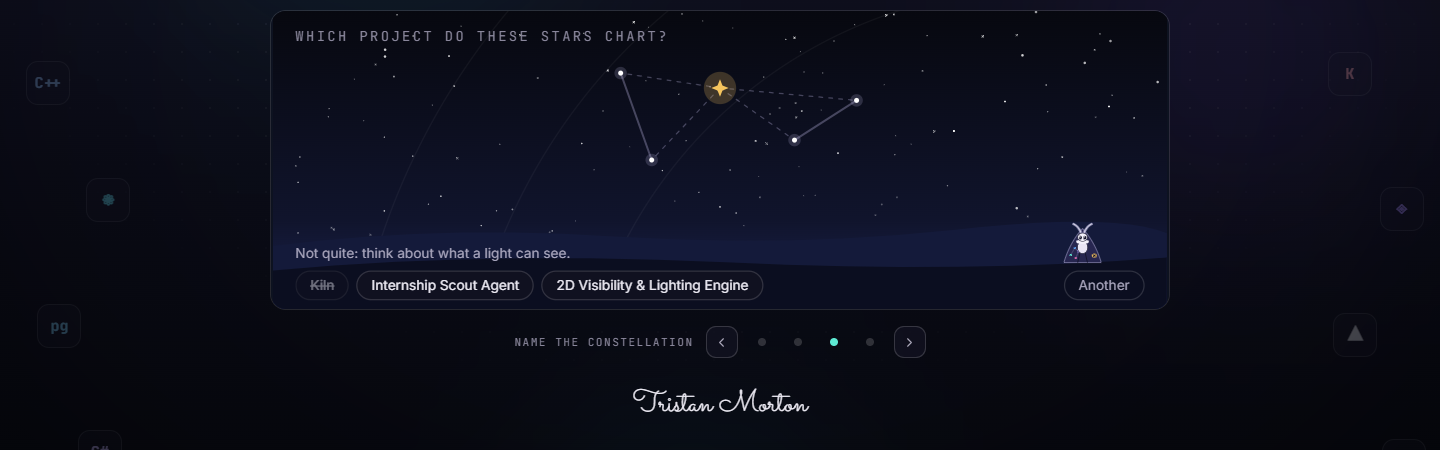 WHICH PROJECT DO THESE STARS CHART?
C++
K
Not quite: think about what a light can see.
Kiln
Internship Scout Agent
2D Visibility & Lighting Engine
Another
pg
NAME THE CONSTELLATION
Tristan Morton